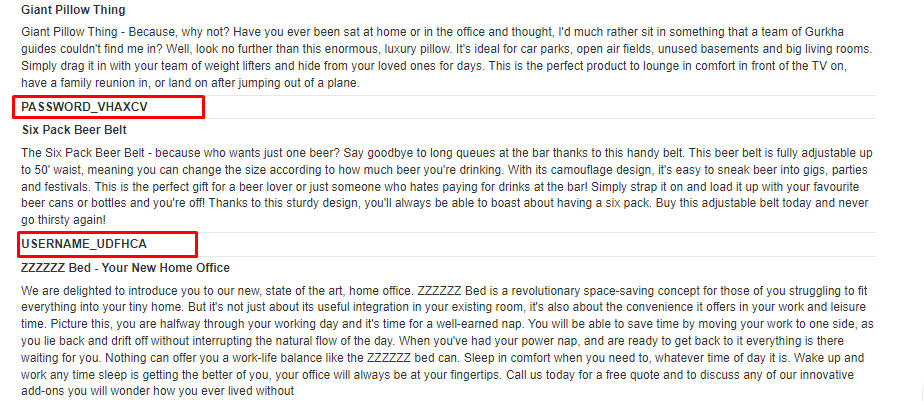 Giant Pillow Thing
Giant Pillow Thing - Because, why not? Have you ever been sat at home or in the office and thought, I'd much rather sit in something that a team of Gurkha
guides couldn't find me in? Well, look no further than this enormous, luxury pillow. It's ideal for car parks, open air fields, unused basements and big living rooms.
Simply drag it in with your team of weight lifters and hide from your loved ones for days. This is the perfect product to lounge in comfort in front of the TV on,
have a family reunion in, or land on after jumping out of a plane.
PASSWORD_VHAXCV
Six Pack Beer Belt
The Six Pack Beer Belt - because who wants just one beer? Say goodbye to long queues at the bar thanks to this handy belt. This beer belt is fully adjustable up
to 50' waist, meaning you can change the size according to how much beer you're drinking. With its camouflage design, it's easy to sneak beer into gigs, parties
and festivals. This is the perfect gift for a beer lover or just someone who hates paying for drinks at the bar! Simply strap it on and load it up with your favourite
beer cans or bottles and you're off! Thanks to this sturdy design, you'll always be able to boast about having a six pack. Buy this adjustable belt today and never
go thirsty again!
USERNAME_UDFHCA
ZZZZZZ Bed - Your New Home Office
We are delighted to introduce you to our new, state of the art, home office. ZZZZZZ Bed is a revolutionary space-saving concept for those of you struggling to fit
everything into your tiny home. But it's not just about its useful integration in your existing room, it's also about the convenience it offers in your work and leisure
time. Picture this, you are halfway through your working day and it's time for a well-earned nap. You will be able to save time by moving your work to one side, as
you lie back and drift off without interrupting the natural flow of the day. When you've had your power nap, and are ready to get back to it everything is there
waiting for you. Nothing can offer you a work-life balance like the ZZZZZZ bed can. Sleep in comfort when you need to, whatever time of day it is. Wake up and
work any time sleep is getting the better of you, your office will always be at your fingertips. Call us today for a free quote and to discuss any of our innovative
add-ons you will wonder how you ever lived without